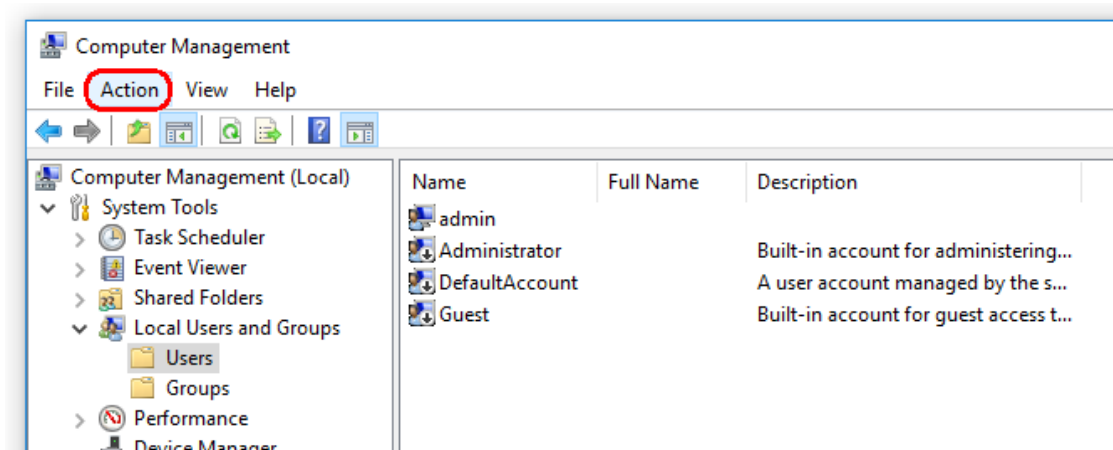 Computer Management
File Action View Help
Computer Management (Local)
System Tools
Task Scheduler
Event Viewer
Shared Folders
Local Users and Groups
Users
Groups
Performance
Device Manager
Name Full Name Description
admin
Administrator Built-in account for administering...
DefaultAccount A user account managed by the s...
Guest Built-in account for guest access t...